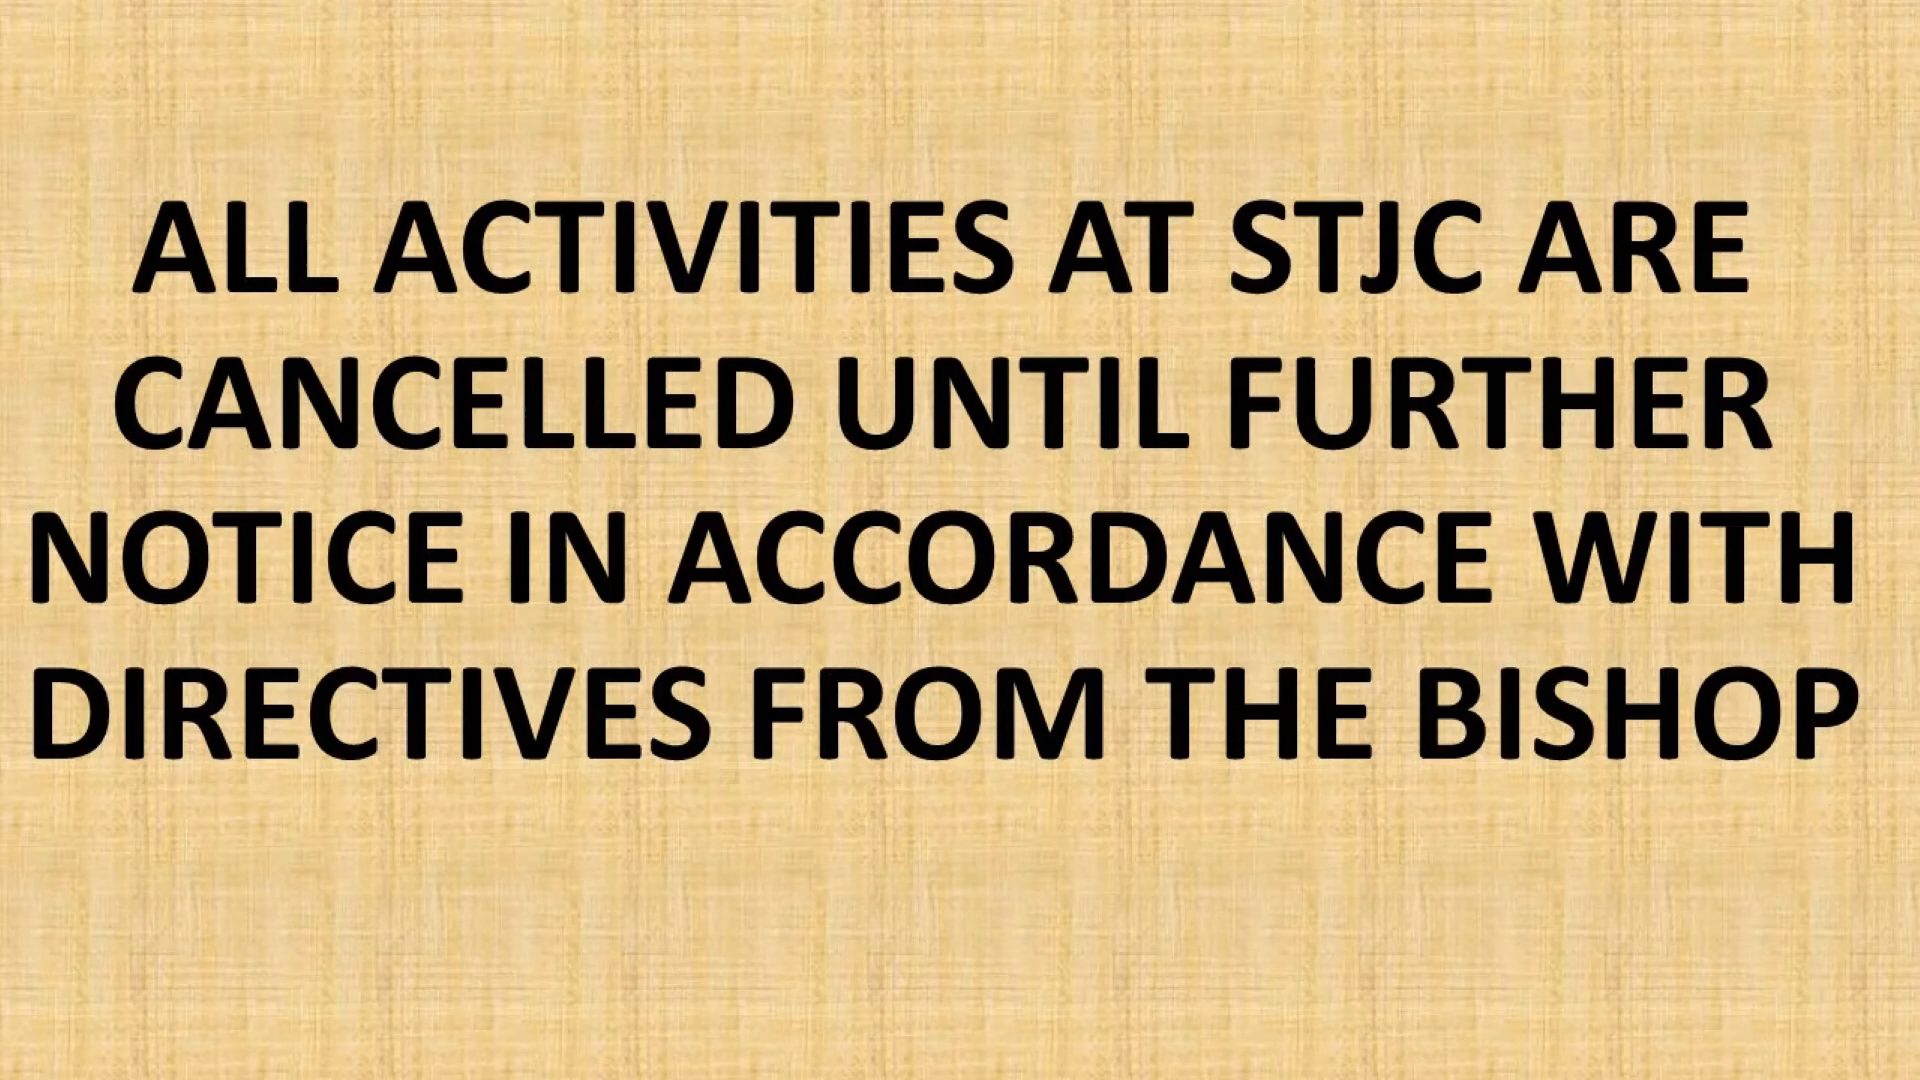 ALL ACTIVITIES AT STJC ARE
CANCELLED UNTIL FURTHER
NOTICE IN ACCORDANCE WITH
DIRECTIVES FROM THE BISHOP